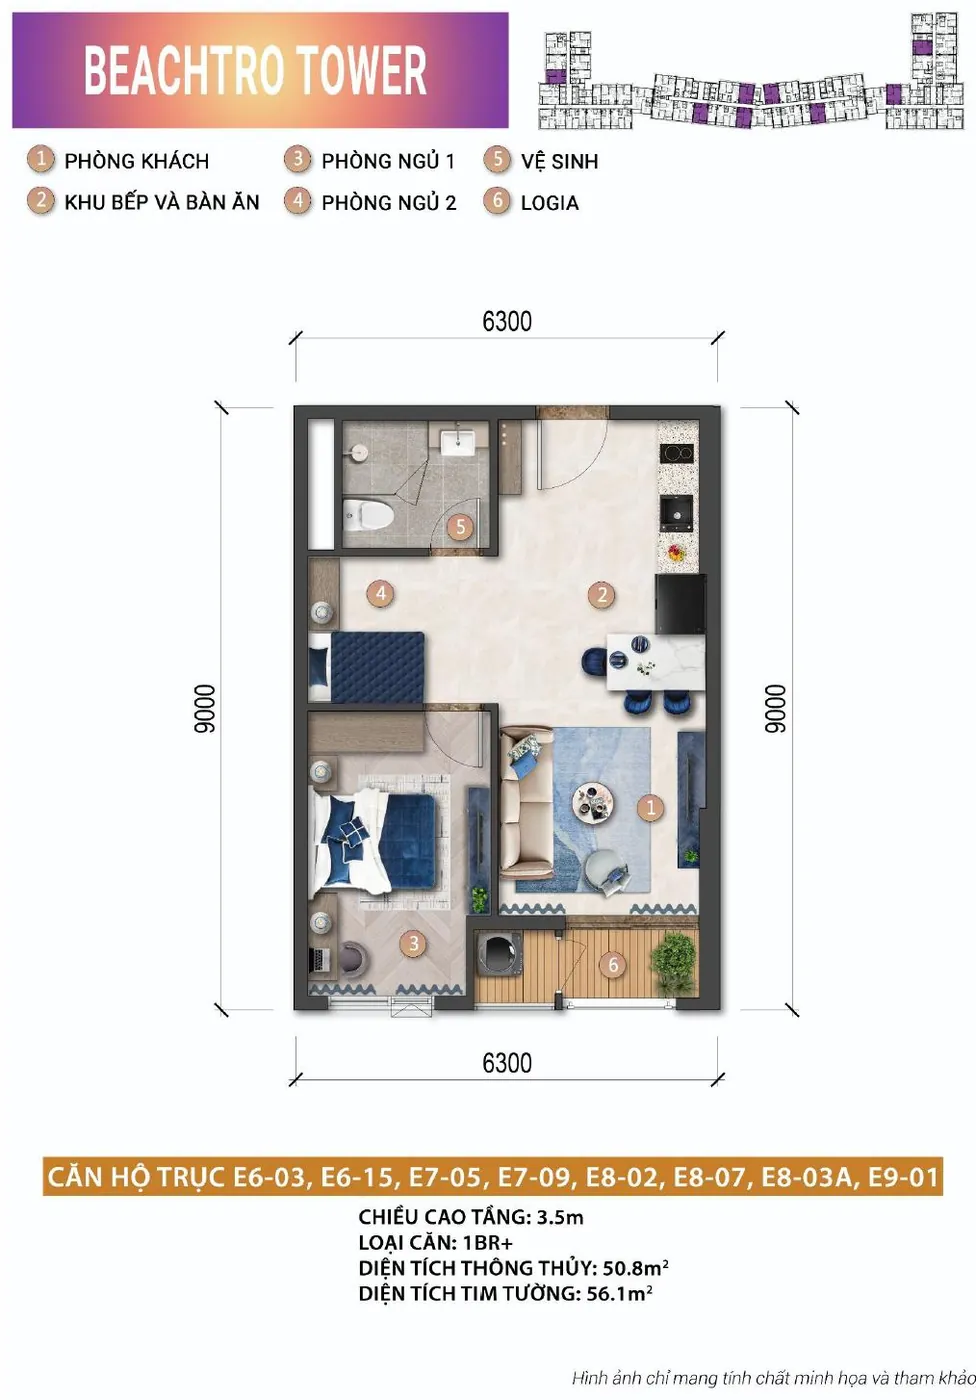 BEACHTRO TOWER
1 PHÒNG KHÁCH
3 PHÒNG NGỦ 1
5 VỆ SINH
2 KHU BẾP VÀ BÀN ĂN
4 PHÒNG NGỦ 2
6 LOGIA
6300
5
4
2
9000
9000
1
3
6
6300
CĂN HỘ TRỤC E6-03, E6-15, E7-05, E7-09, E8-02, E8-07, E8-03A, E9-01
CHIỀU CAO TẦNG: 3.5m
LOẠI CĂN: 1BR+
DIỆN TÍCH THÔNG THỦY: 50.8m²
DIỆN TÍCH TIM TƯỜNG: 56.1m²
Hình ảnh chỉ mang tính chất minh họa và tham khảo